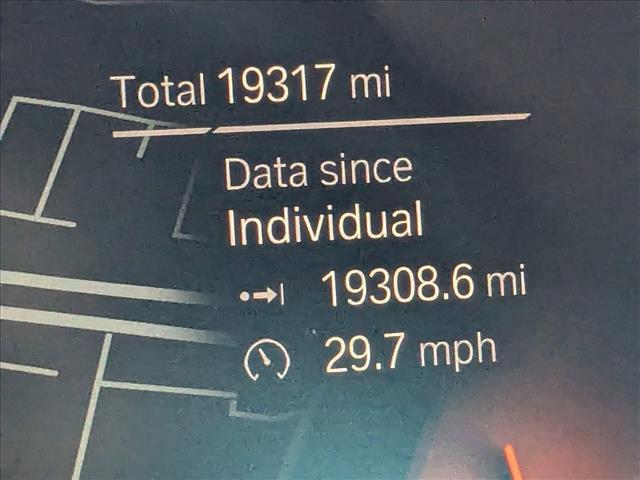 Total 19317 mi
Data since
Individual
19308.6 mi
29.7 mph